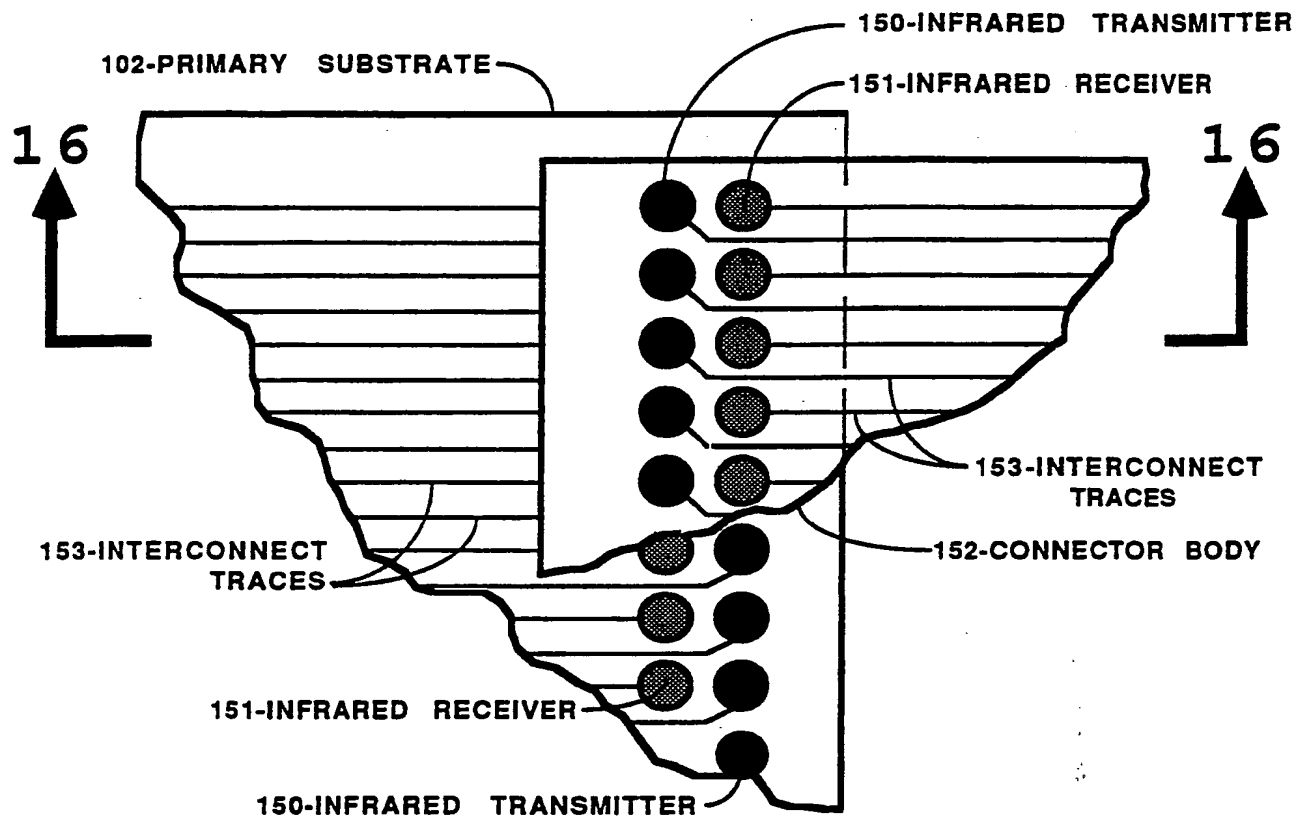 150-INFRARED TRANSMITTER
102-PRIMARY SUBSTRATE
151-INFRARED RECEIVER
16
16
153-INTERCONNECT
TRACES
153-INTERCONNECT
TRACES
152-CONNECTOR BODY
151-INFRARED RECEIVER
150-INFRARED TRANSMITTER